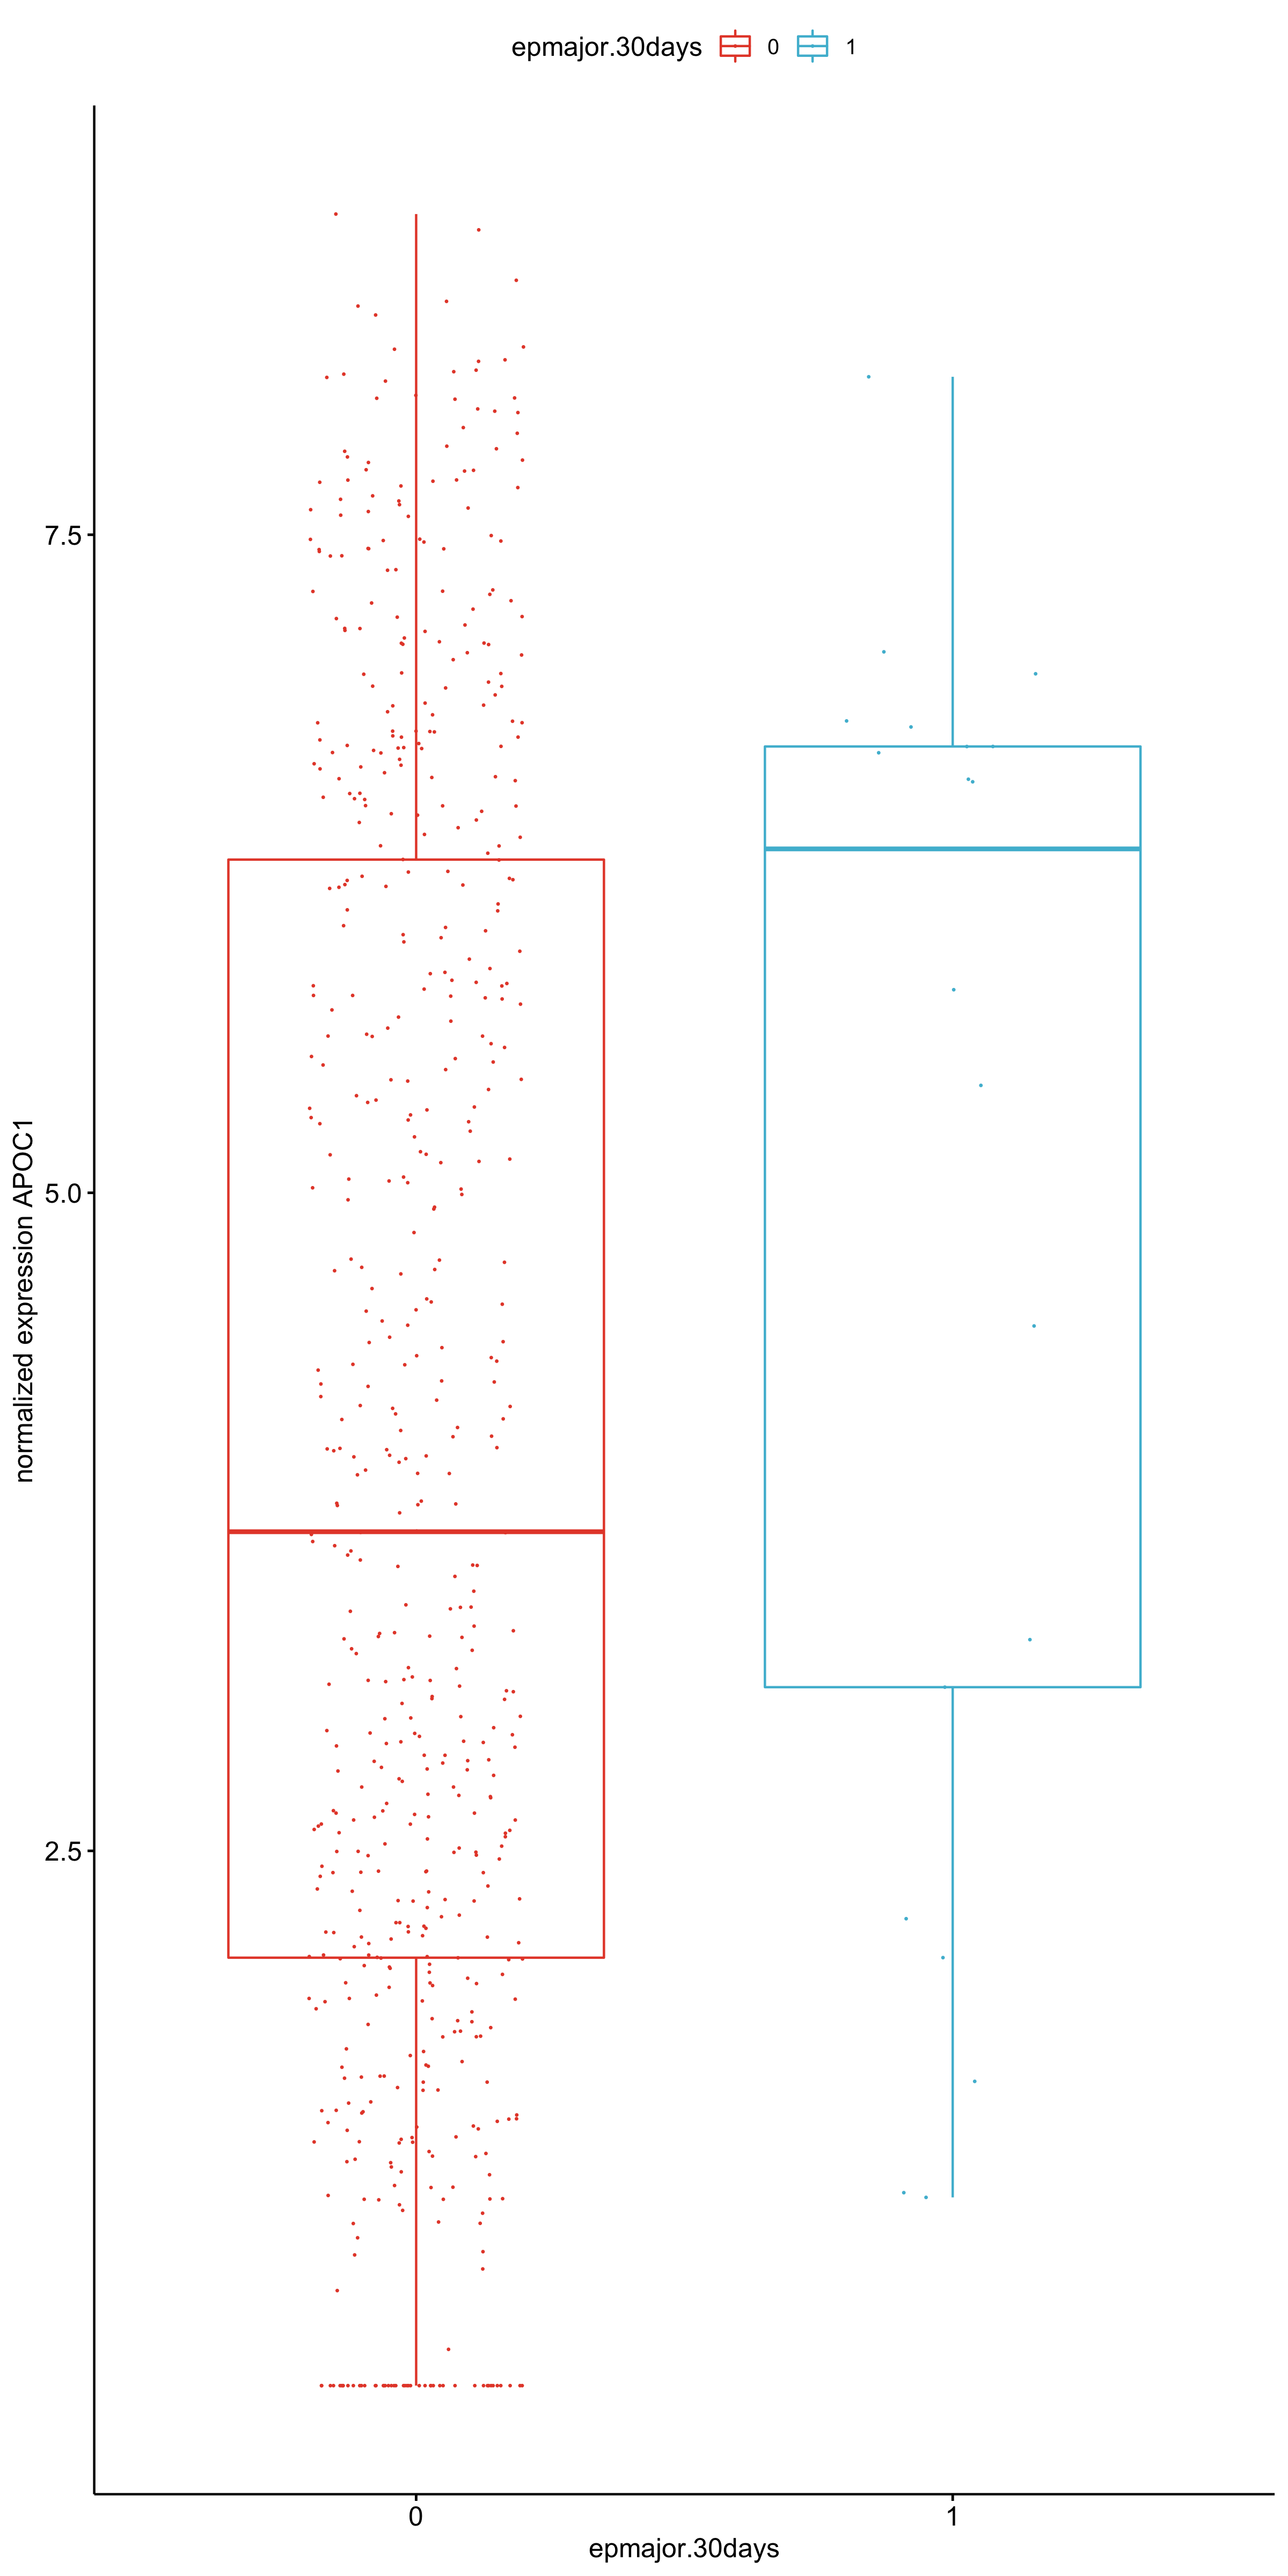 epmajor.30days 0 1
normalized expression APOC1
7.5
5.0
2.5
0 1
epmajor.30days